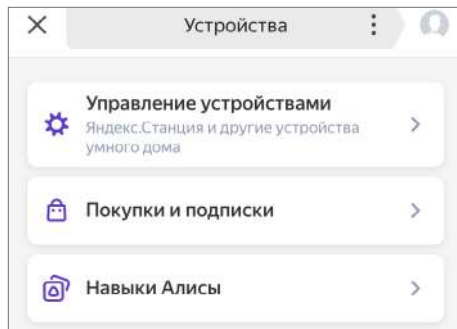 Устройства
Управление устройствами
Яндекс.Станция и другие устройства
умного дома
Покупки и подписки
Навыки Алисы